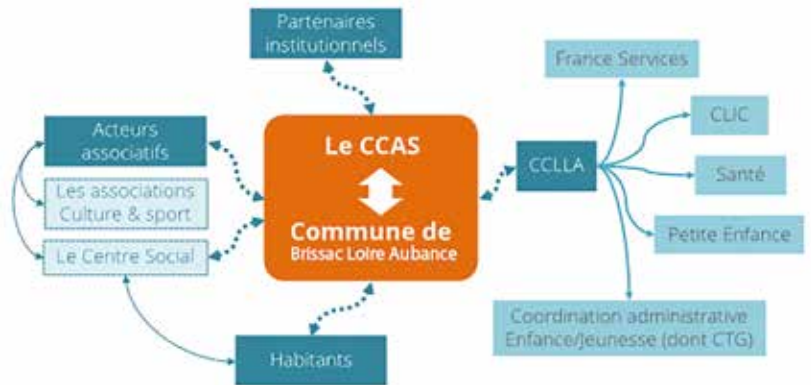 Partenaires
institutionnels
France Services
Acteurs
associatifs
Le CCAS
CLIC
CCLLA
Santé
Les associations
Culture & sport
Commune de
Brissac Loire Aubance
Petite Enfance
Le Centre Social
Coordination administrative
Enfance/Jeunesse (dont CTG)
Habitants